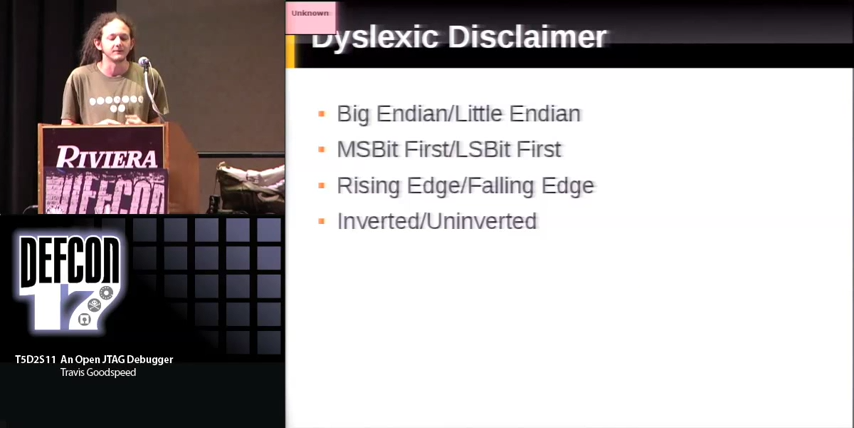 Unknown:
Dyslexic Disclaimer
Big Endian/Little Endian
MSBit First/LSBit First
Rising Edge/Falling Edge
Inverted/Uninverted
RIVIERA
DEFCON
DEFCON
17
T5D2S11 An Open JTAG Debugger
Travis Goodspeed